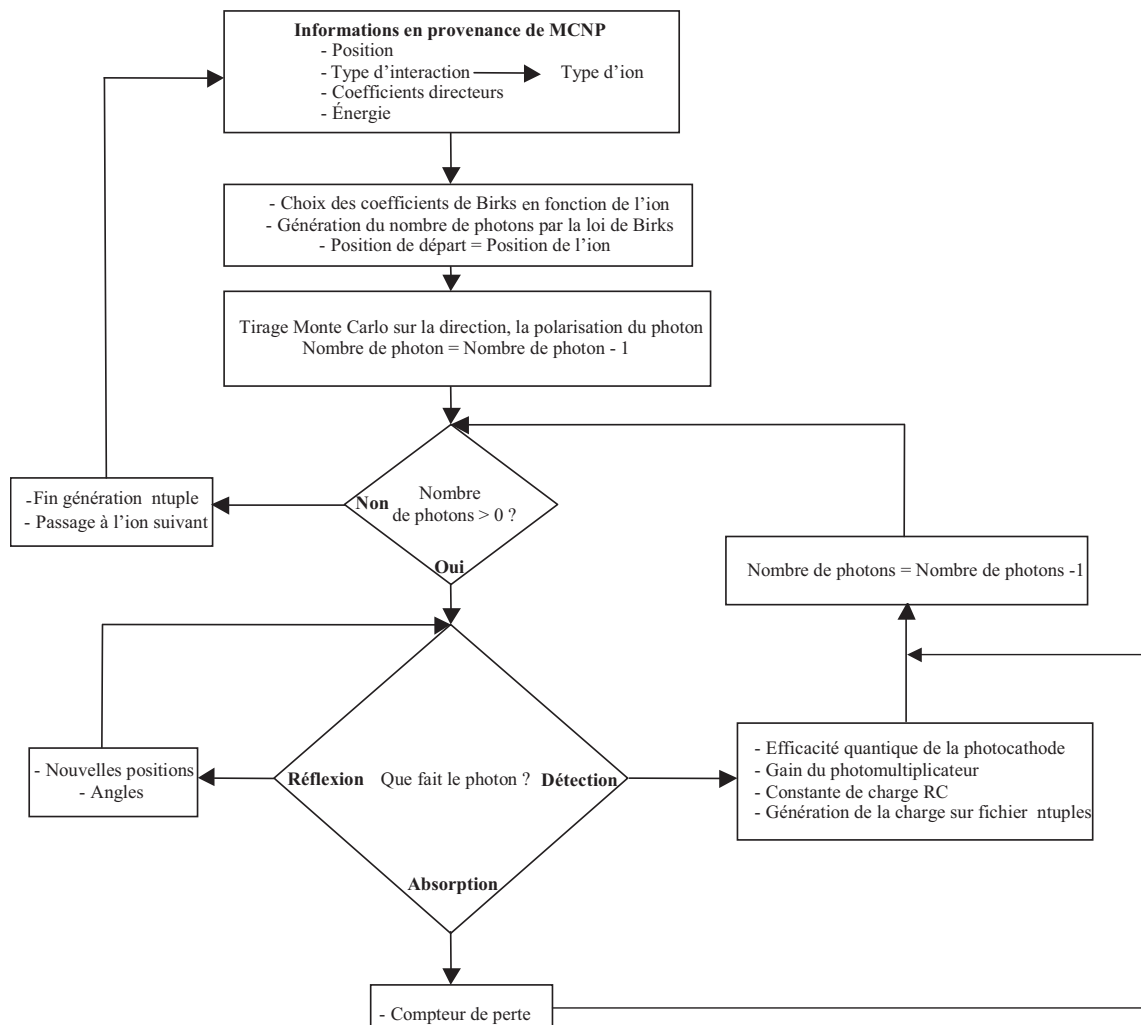 Informations en provenance de MCNP
- Position
- Type d'interaction Type d'ion
- Coefficients directeurs
- Énergie
- Choix des coefficients de Birks en fonction de l'ion
- Génération du nombre de photons par la loi de Birks
- Position de départ = Position de l'ion
Tirage Monte Carlo sur la direction, la polarisation du photon
Nombre de photon = Nombre de photon - 1
-Fin génération ntuple
- Passage à l'ion suivant
Non
Nombre
de photons > 0 ?
Oui
Nombre de photons = Nombre de photons -1
- Nouvelles positions
- Angles
Réflexion
Que fait le photon ?
Détection
Absorption
- Efficacité quantique de la photocathode
- Gain du photomultiplicateur
- Constante de charge RC
- Génération de la charge sur fichier ntuples
- Compteur de perte